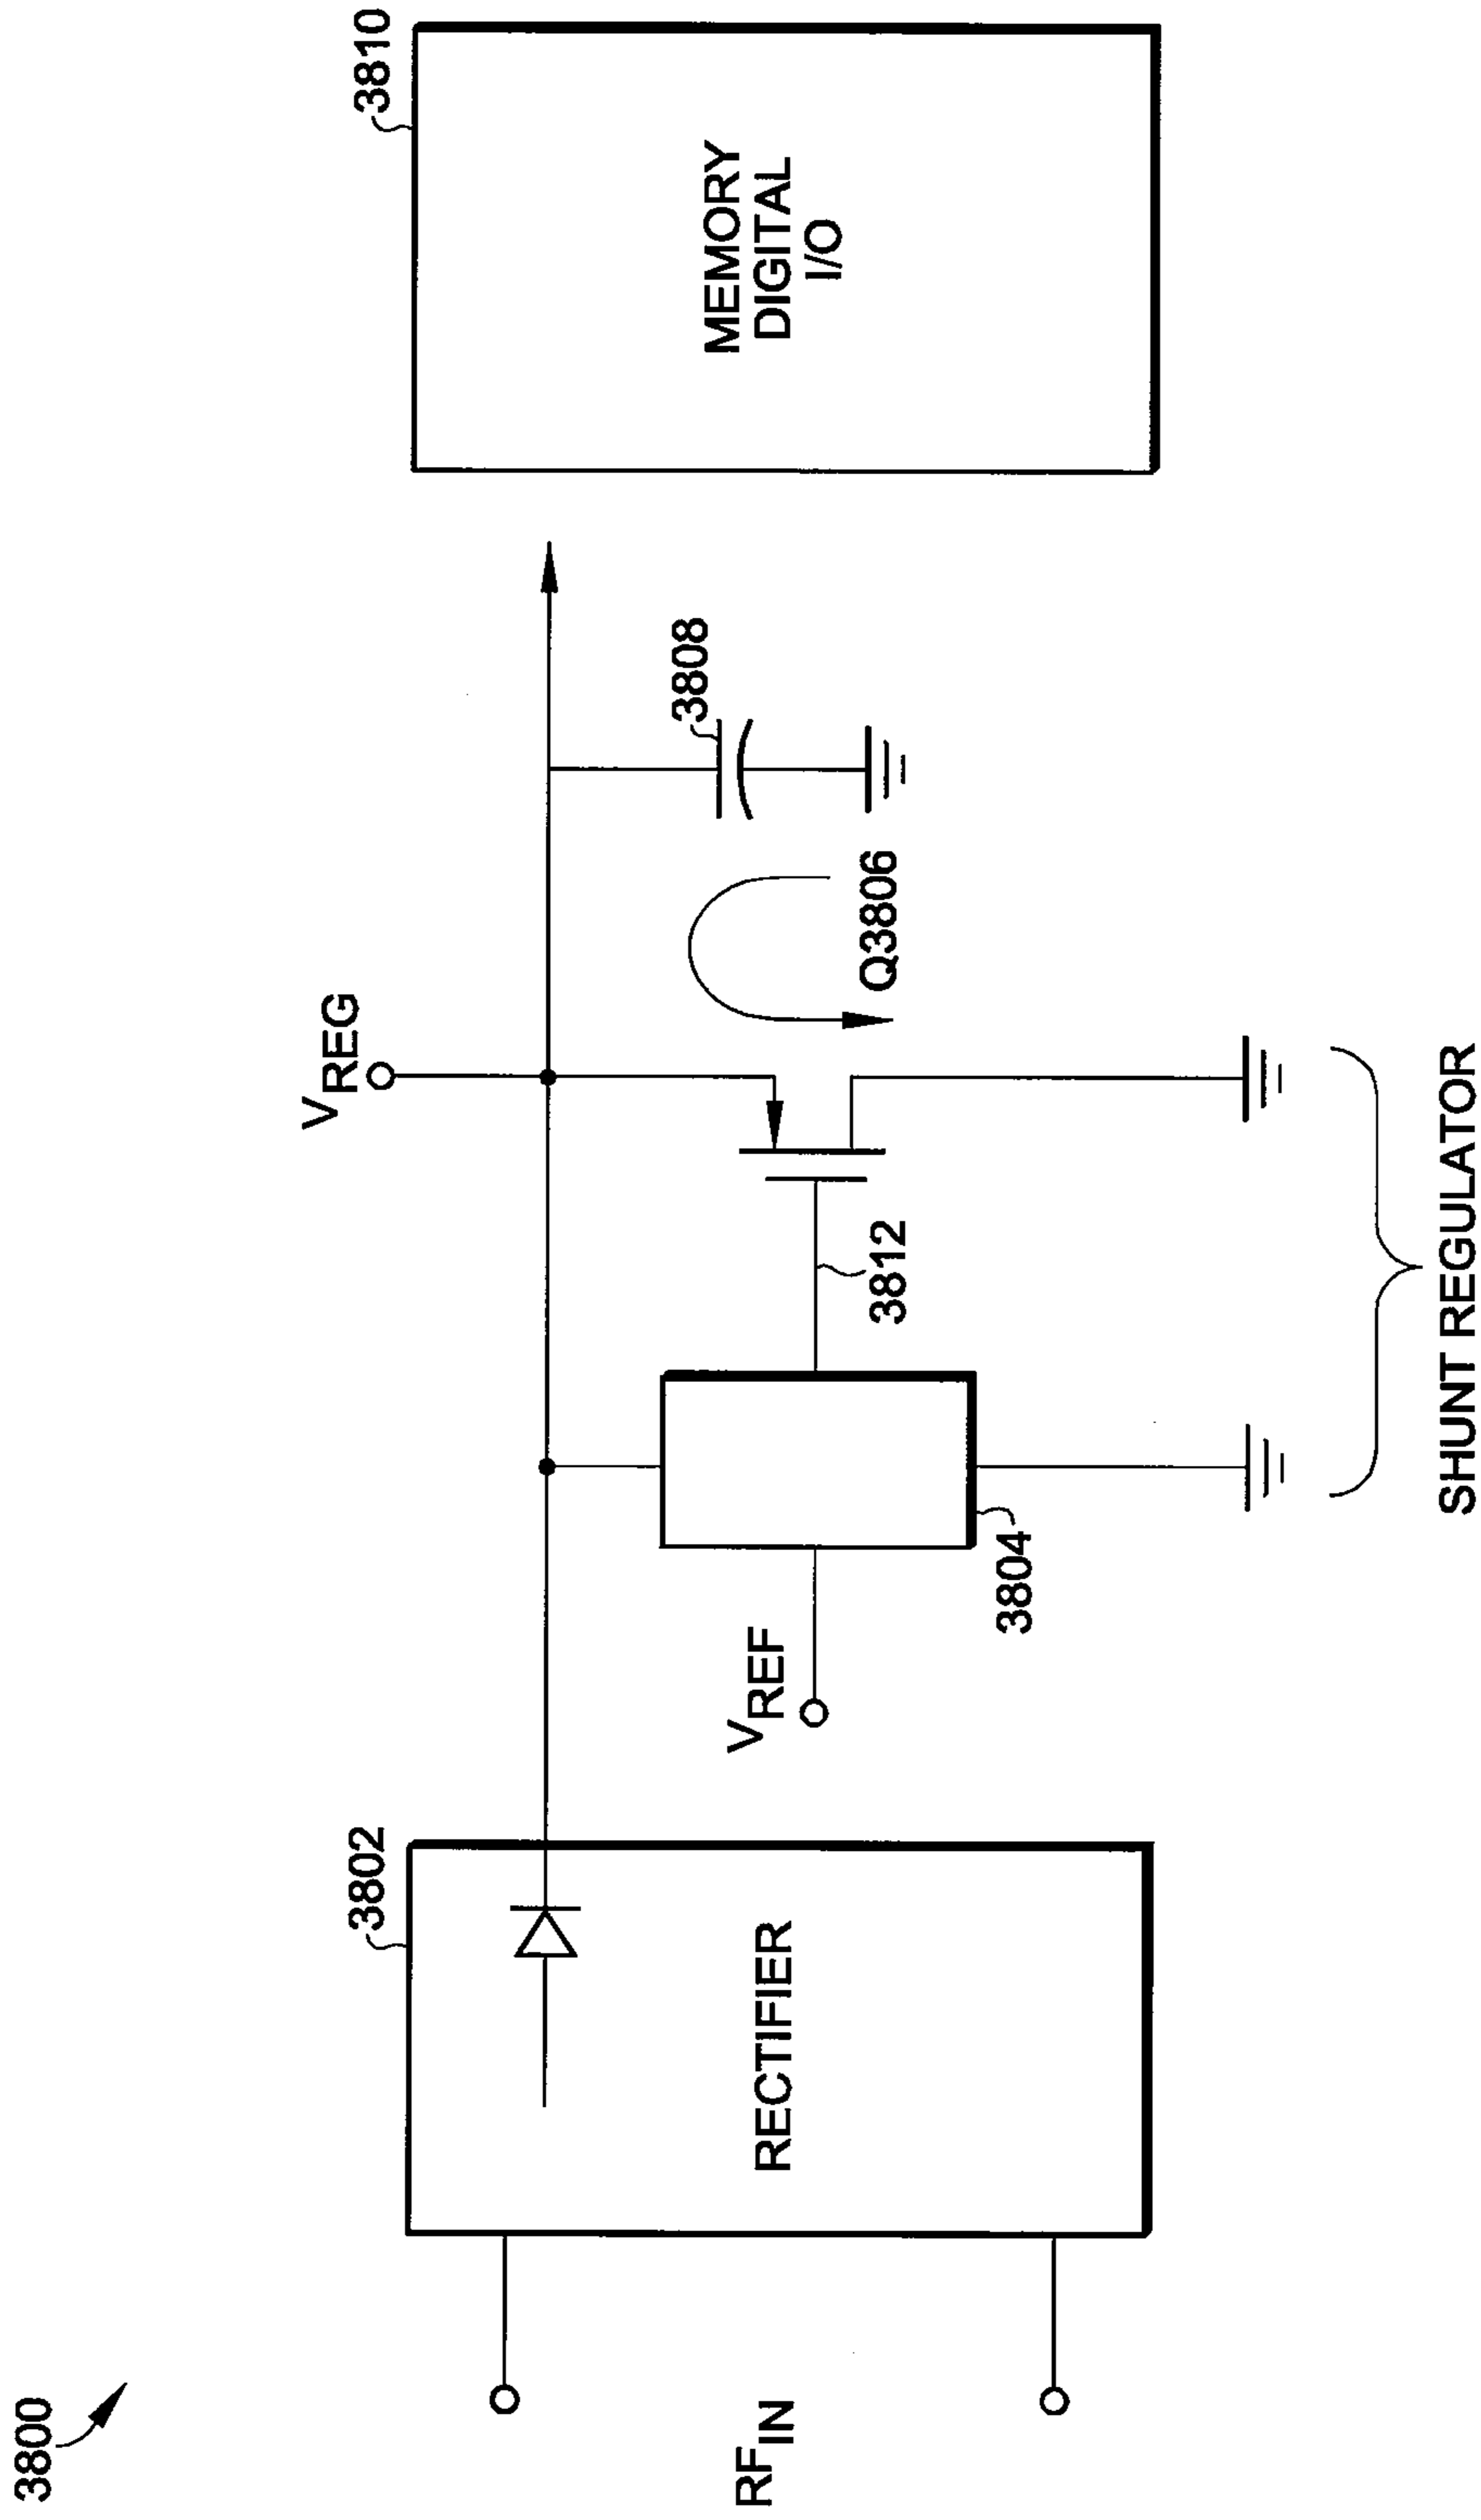 3800
RFIN
3802
RECTIFIER
VREF
3804
3812
VREG
Q3806
3808
3810
MEMORY
DIGITAL
I/O
SHUNT REGULATOR